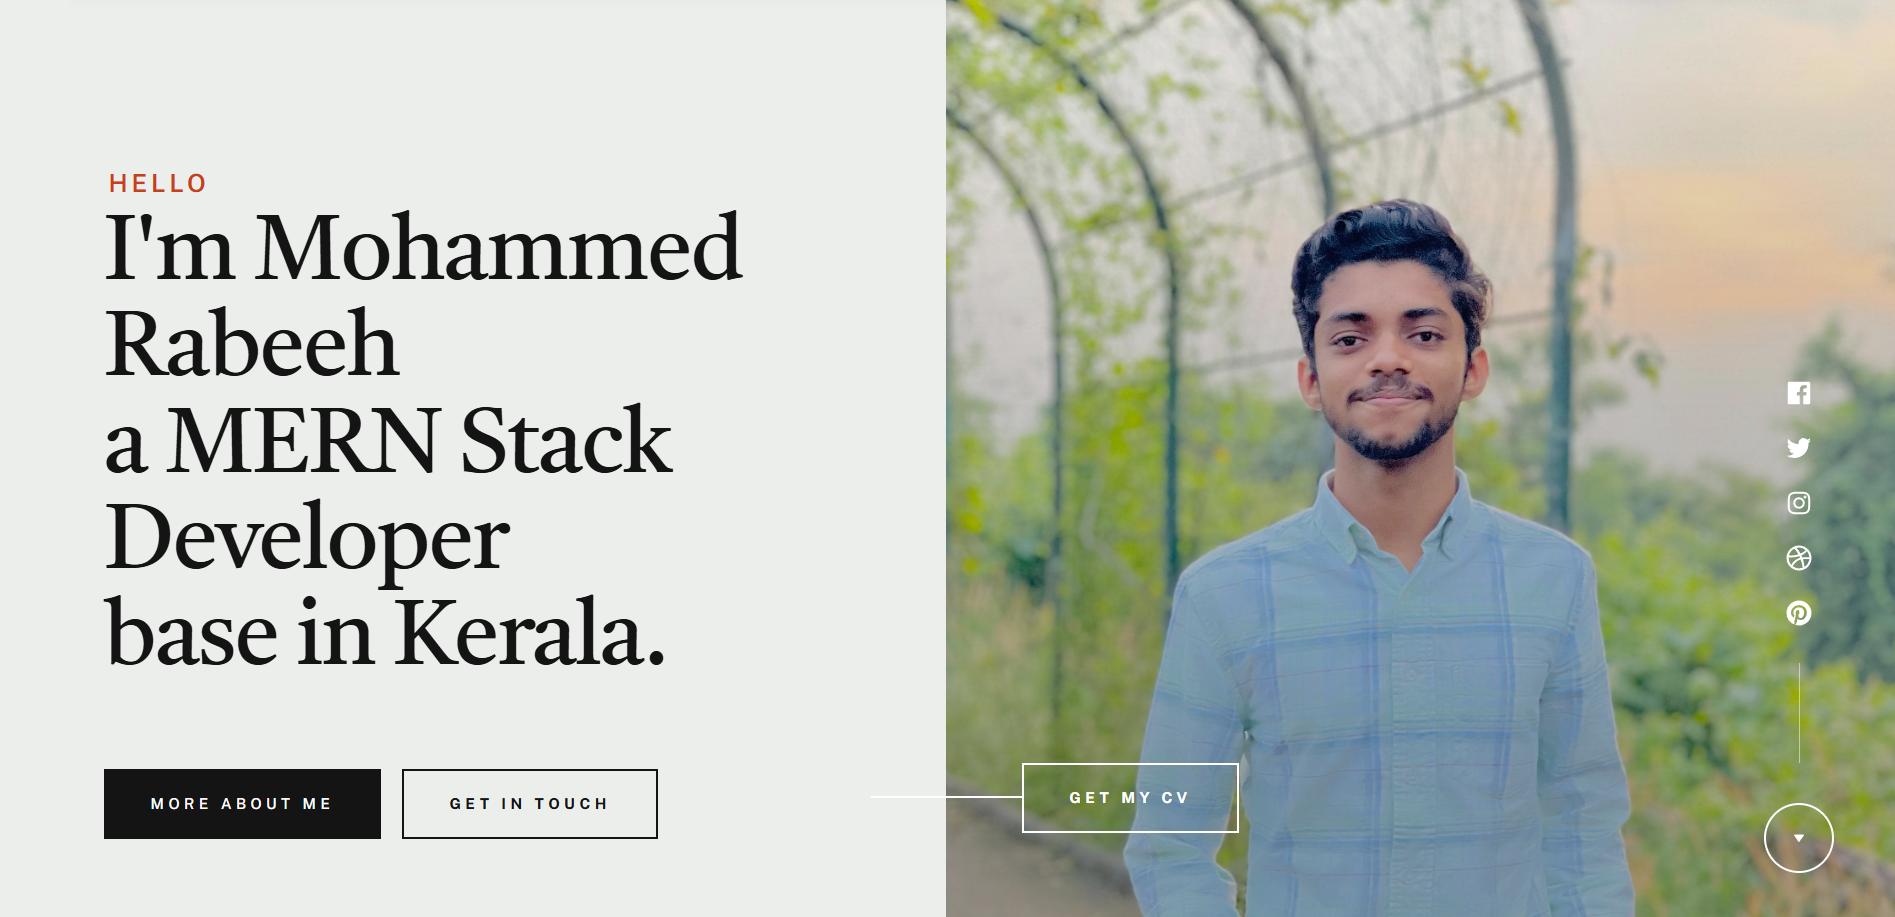 HELLO
I'm Mohammed
Rabeeh
a MERN Stack
Developer
base in Kerala.
MORE ABOUT ME
GET IN TOUCH
GET MY CV